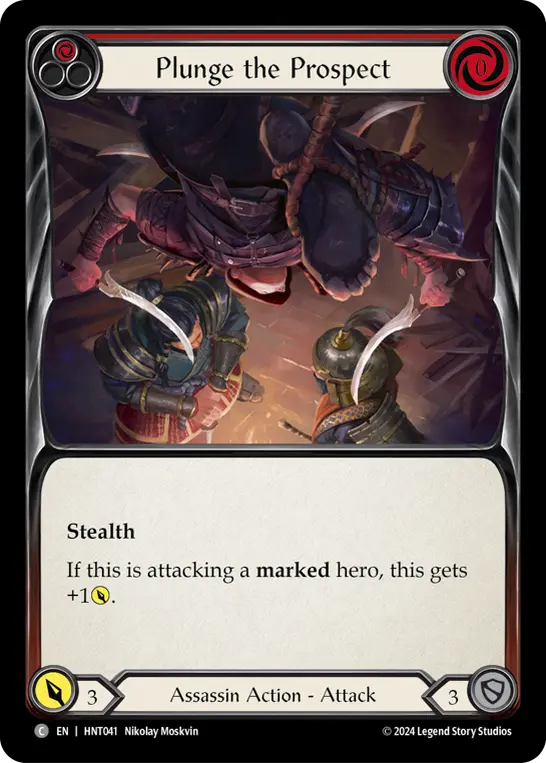 Plunge the Prospect
0
Stealth
If this is attacking a marked hero, this gets
+1.
3
Assassin Action - Attack
3
C EN | HNT041 Nikolay Moskvin
© 2024 Legend Story Studios